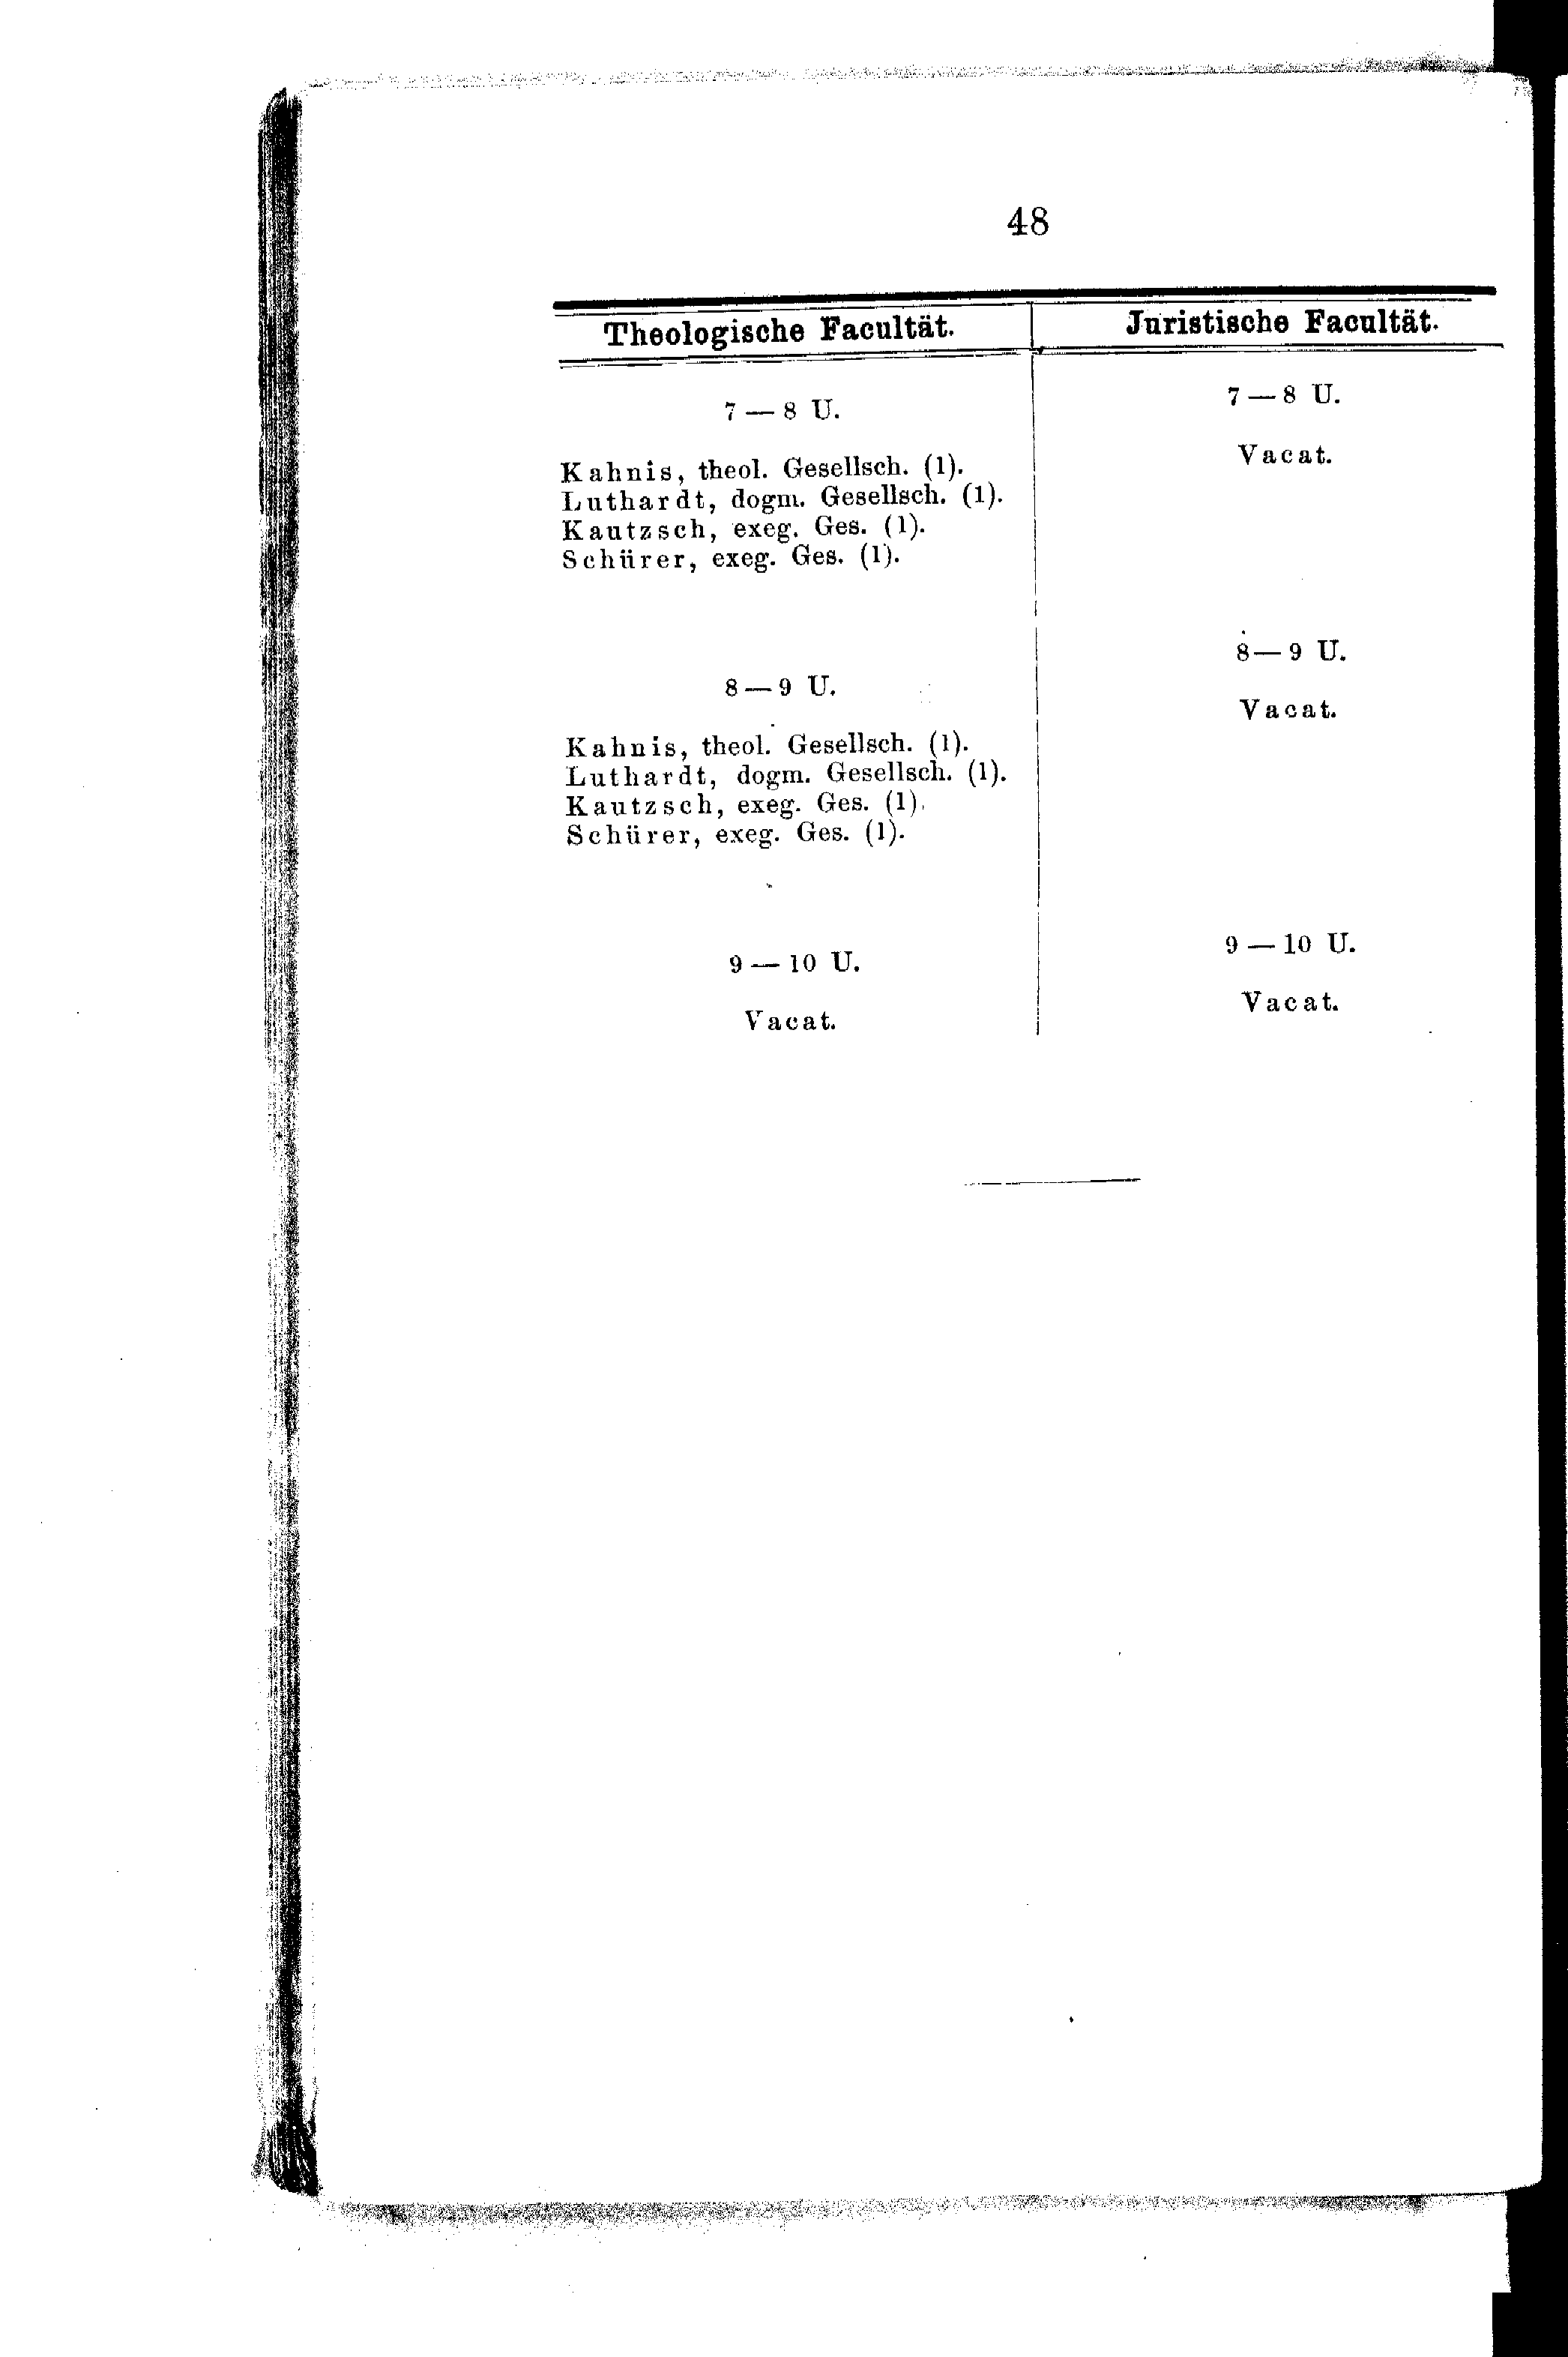 48
Theologische Facultät.
7 — 8 U.
Kahnis, theol. Gesellsch. (1).
Luthardt, dogm. Gesellsch. (1).
Kautzsch, exeg. Ges. (1).
Schürer, exeg. Ges. (1).
8 — 9 U.
Kahnis, theol. Gesellsch. (1).
Luthardt, dogm. Gesellsch. (1).
Kautzsch, exeg. Ges. (1).
Schürer, exeg. Ges. (1).
9 — 10 U.
Vacat.
Juristische Facultät.
7 — 8 U.
Vacat.
8 — 9 U.
Vacat.
9 — 10 U.
Vacat.